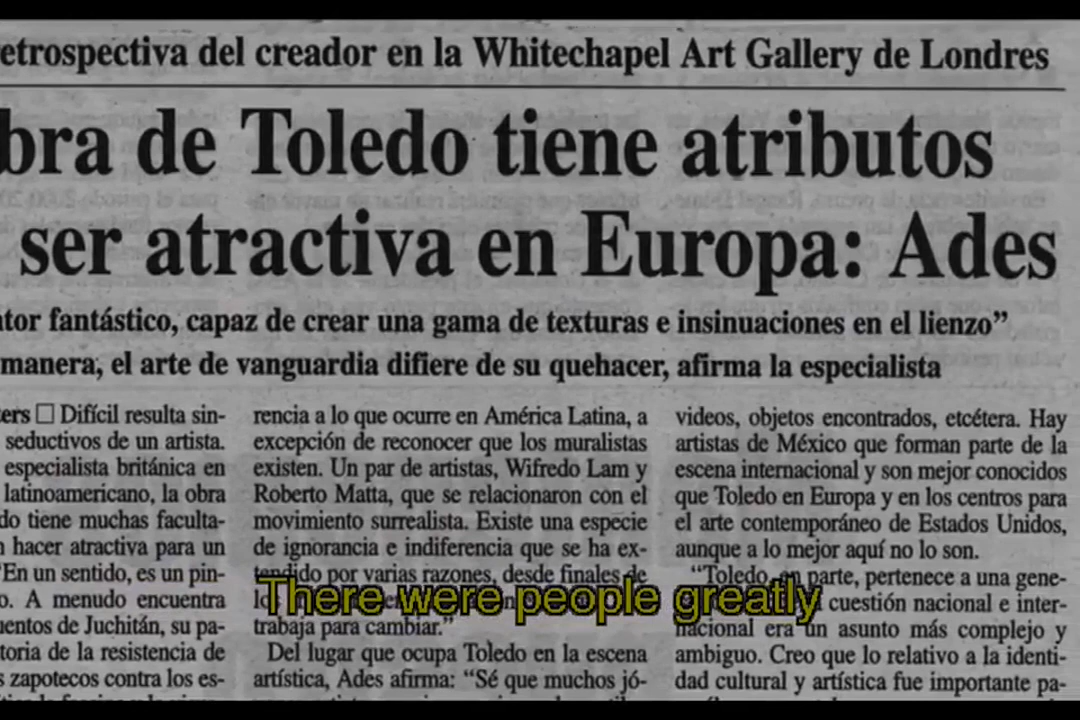 etrospectiva del creador en la Whitechapel Art Gallery de Londres
bra de Toledo tiene atributos
ser atractiva en Europa: Ades
tor fantástico, capaz de crear una gama de texturas e insinuaciones en el lienzo”
manera, el arte de vanguardia difiere de su quehacer, afirma la especialista
ers □ Difícil resulta sin-
seductivos de un artista.
especialista británica en
latinoamericano, la obra
do tiene muchas faculta-
n hacer atractiva para un
“En un sentido, es un pin-
o. A menudo encuentra
uentos de Juchitán, su pa-
toria de la resistencia de
s zapotecos contra los es-
rencia a lo que ocurre en América Latina, a
excepción de reconocer que los muralistas
existen. Un par de artistas, Wifredo Lam y
Roberto Matta, que se relacionaron con el
movimiento surrealista. Existe una especie
de ignorancia e indiferencia que se ha ex-
tendido por varias razones, desde finales de
trabaja para cambiar.”
Del lugar que ocupa Toledo en la escena
artística, Ades afirma: “Sé que muchos jó-
videos, objetos encontrados, etcétera. Hay
artistas de México que forman parte de la
escena internacional y son mejor conocidos
que Toledo en Europa y en los centros para
el arte contemporáneo de Estados Unidos,
aunque a lo mejor aquí no lo son.
“Toledo, en parte, pertenece a una gene-
cuestión nacional e inter-
nacional era un asunto más complejo y
ambiguo. Creo que lo relativo a la identi-
dad cultural y artística fue importante pa-
There were people greatly